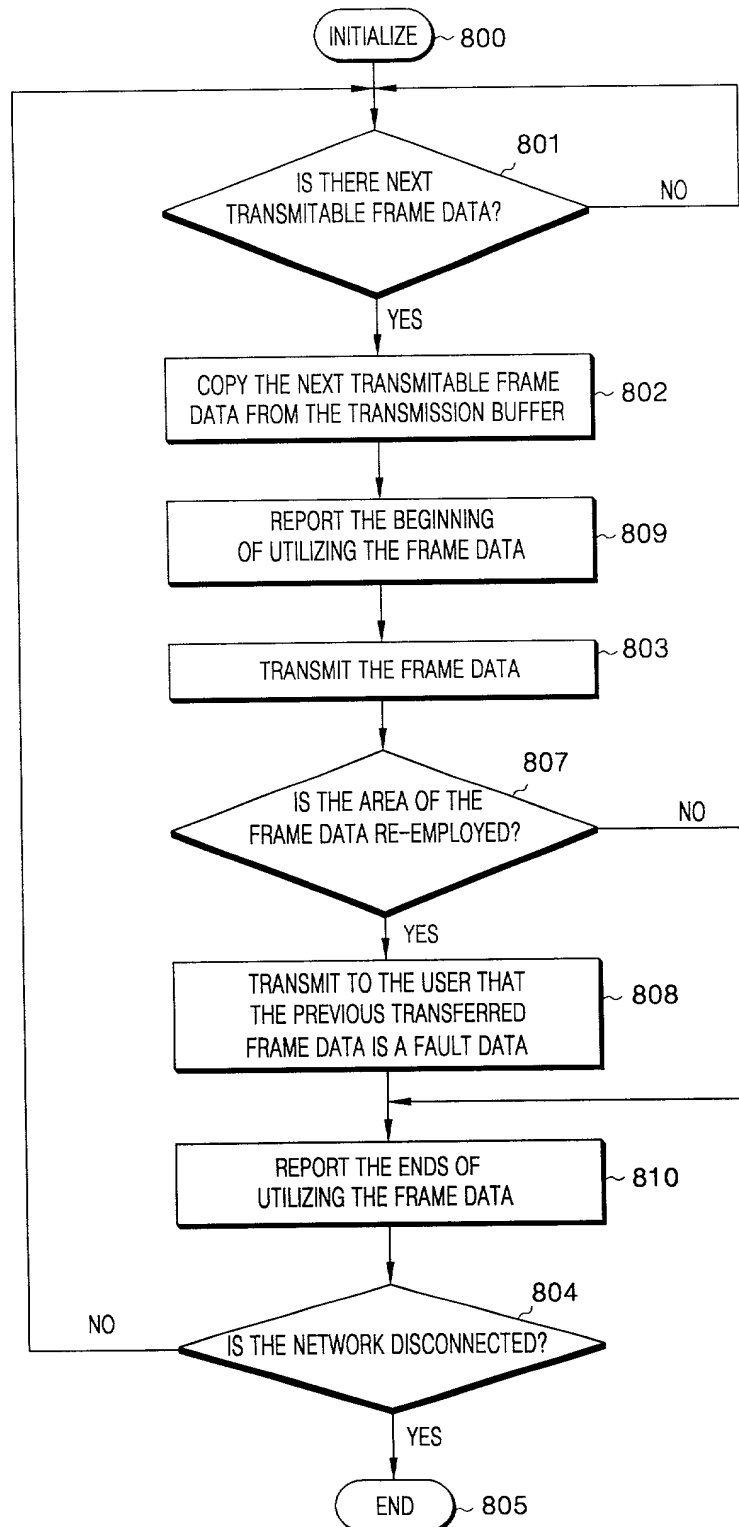 INITIALIZE
800
801
IS THERE NEXT
TRANSMITABLE FRAME DATA?
NO
YES
COPY THE NEXT TRANSMITABLE FRAME
DATA FROM THE TRANSMISSION BUFFER
802
REPORT THE BEGINNING
OF UTILIZING THE FRAME DATA
809
TRANSMIT THE FRAME DATA
803
807
IS THE AREA OF THE
FRAME DATA RE-EMPLOYED?
NO
YES
TRANSMIT TO THE USER THAT
THE PREVIOUS TRANSFERRED
FRAME DATA IS A FAULT DATA
808
REPORT THE ENDS OF
UTILIZING THE FRAME DATA
810
804
NO
IS THE NETWORK DISCONNECTED?
YES
END
805